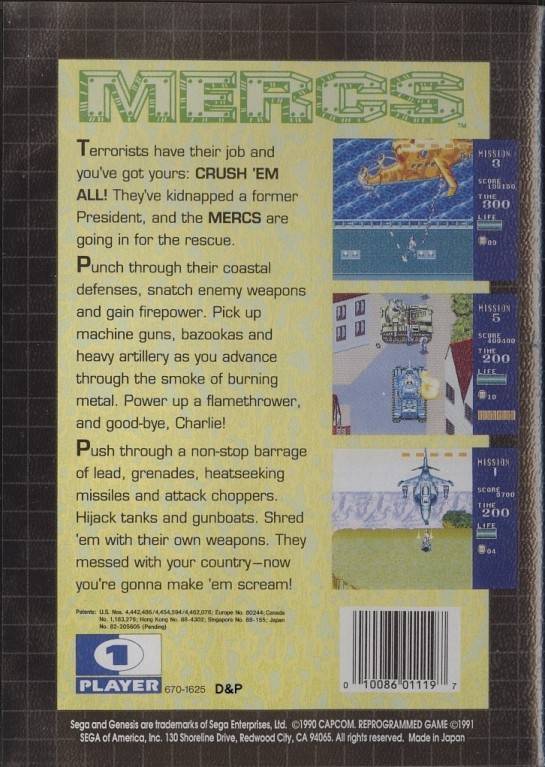 MERCS
TM
Terrorists have their job and
you've got yours: CRUSH 'EM
ALL! They've kidnapped a former
President, and the MERCS are
going in for the rescue.
Punch through their coastal
defenses, snatch enemy weapons
and gain firepower. Pick up
machine guns, bazookas and
heavy artillery as you advance
through the smoke of burning
metal. Power up a flamethrower,
and good-bye, Charlie!
Push through a non-stop barrage
of lead, grenades, heatseeking
missiles and attack choppers.
Hijack tanks and gunboats. Shred
'em with their own weapons. They
messed with your country—now
you're gonna make 'em scream!
MISSION
3
SCORE
TIME
300
LIFE
09
MISSION
5
SCORE
400400
TIME
200
LIFE
10
MISSION
1
SCORE
8700
TIME
200
LIFE
04
Patents: U.S. Nos. 4,442,486/4,454,594/4,462,076; Europe No. 80244; Canada
No. 1,183,276; Hong Kong No. 88-4302; Singapore No. 88-155; Japan
No. 82-205605 (Pending)
1
PLAYER
670-1625 D&P
0 10086 01119 7
Sega and Genesis are trademarks of Sega Enterprises, Ltd. ©1990 CAPCOM. REPROGRAMMED GAME ©1991
SEGA of America, Inc. 130 Shoreline Drive, Redwood City, CA 94065. All rights reserved. Made in Japan